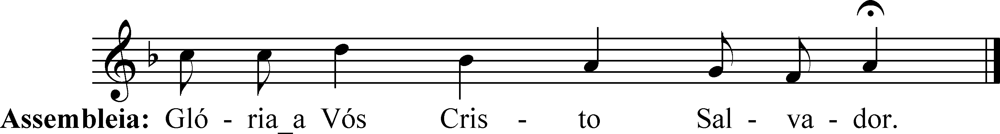 Assembleia: Gló - ria_a Vós Cris - to Sal - va - dor.